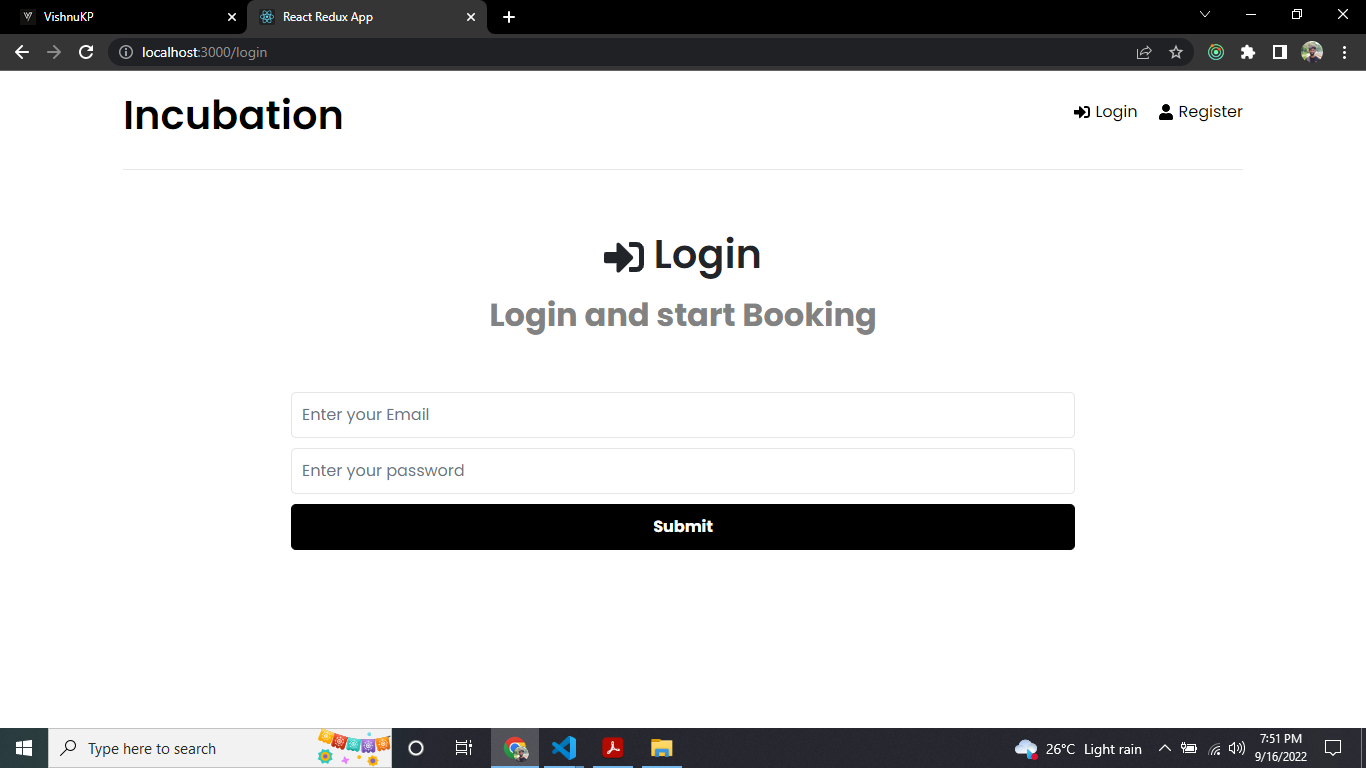 VishnuKP
React Redux App
localhost:3000/login
Incubation
Login
Register
Login
Login and start Booking
Enter your Email
Enter your password
Submit
Type here to search
26°C Light rain
7:51 PM
9/16/2022